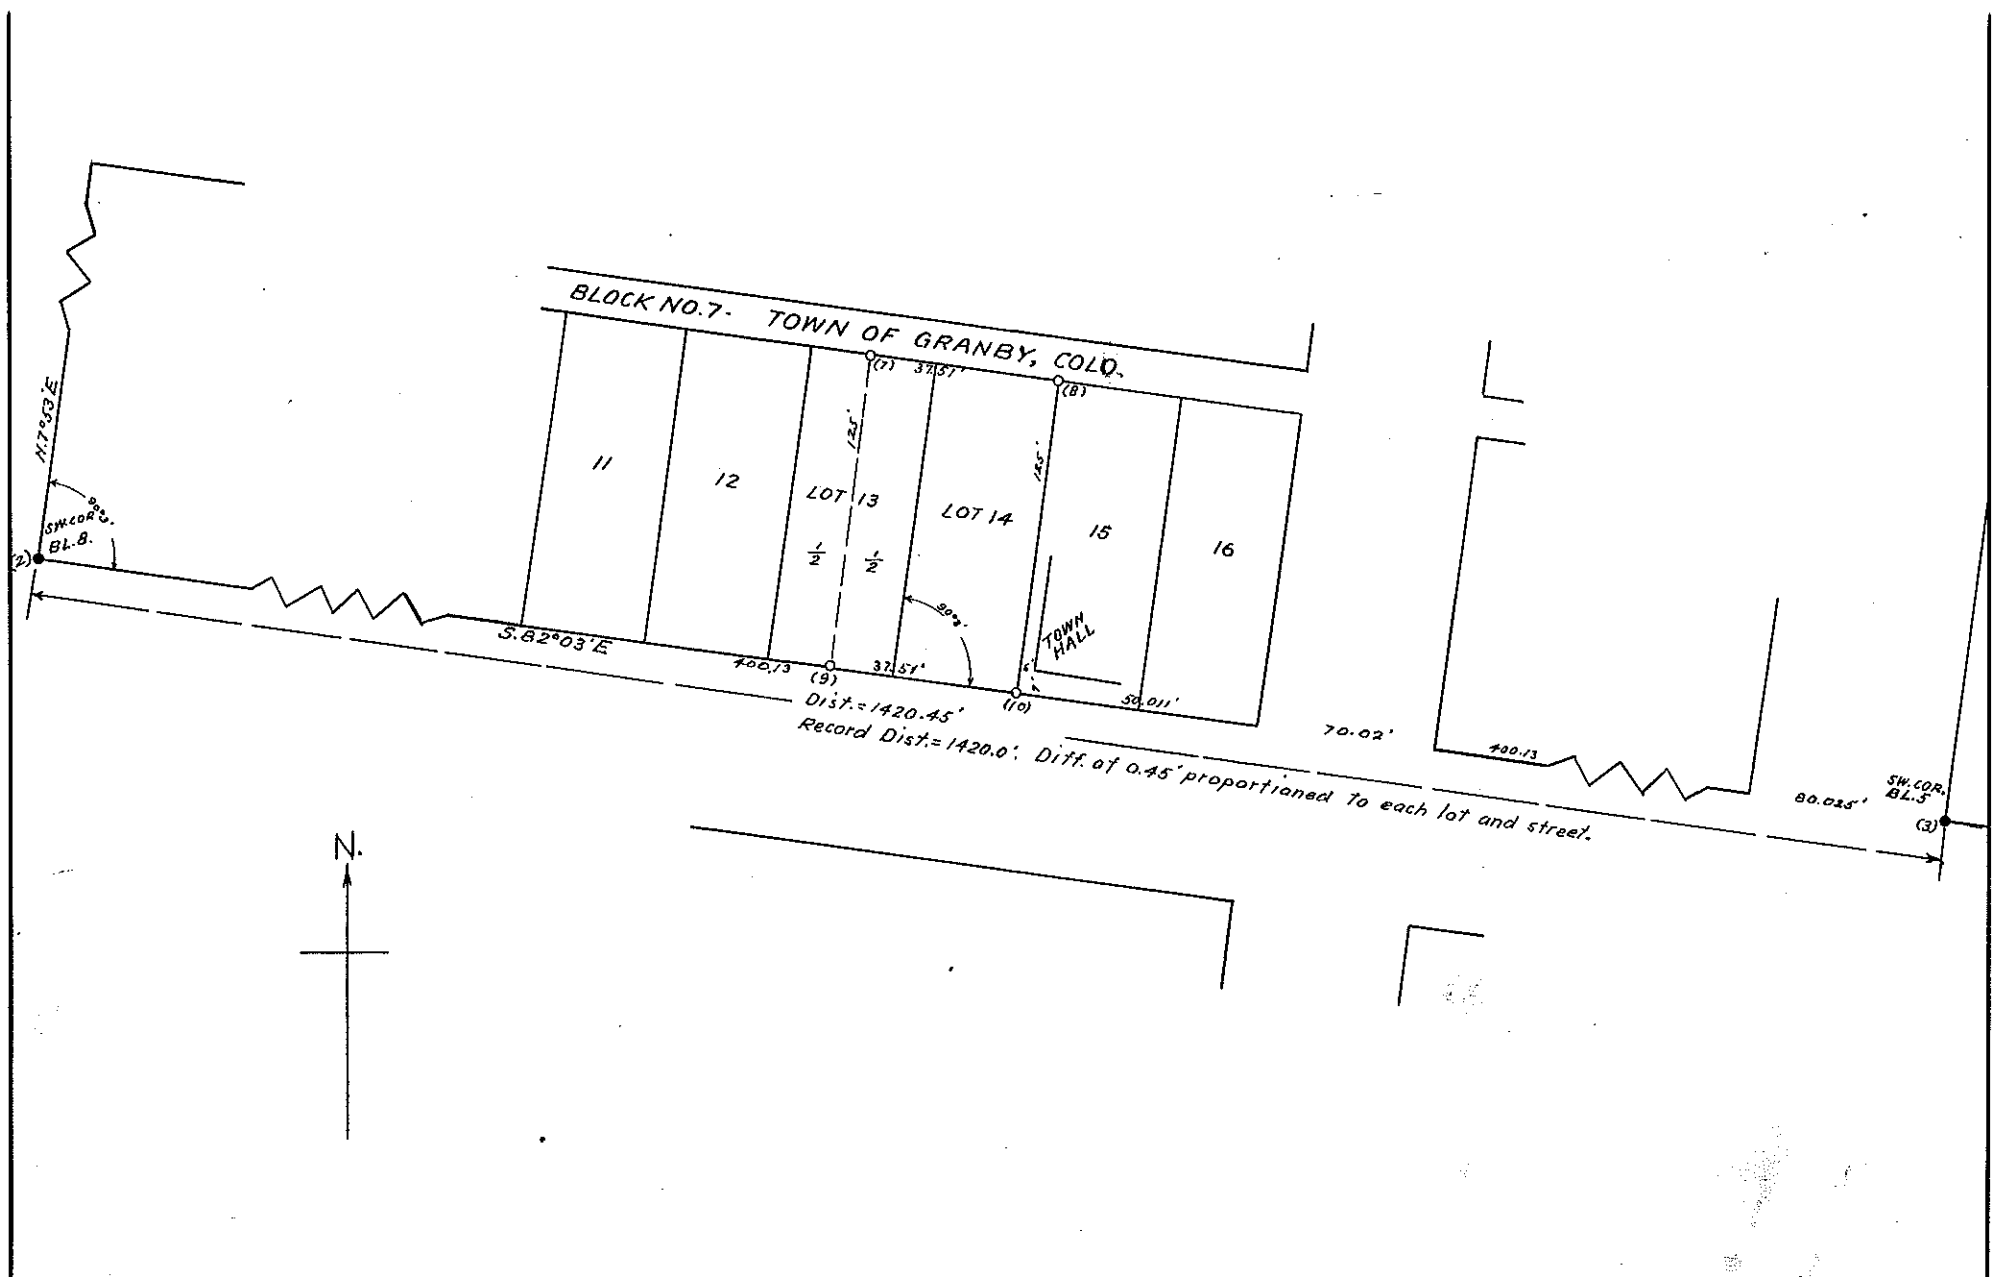 BLOCK NO.7- TOWN OF GRANBY, COLO.
(7)
37.51'
(8)
N.7°53'E
125'
125'
11
12
LOT 13
LOT 14
15
16
1/2
1/2
SW.COR.
BL.8.
(2)
TOWN
HALL
S.82°03'E
400.13
(9)
37.51'
(10)
50.011'
70.02'
400.13
80.025'
SW.COR.
BL.5
(3)
Dist.=1420.45'
Record Dist.=1420.0'. Diff. of 0.45' proportioned to each lot and street.
N.